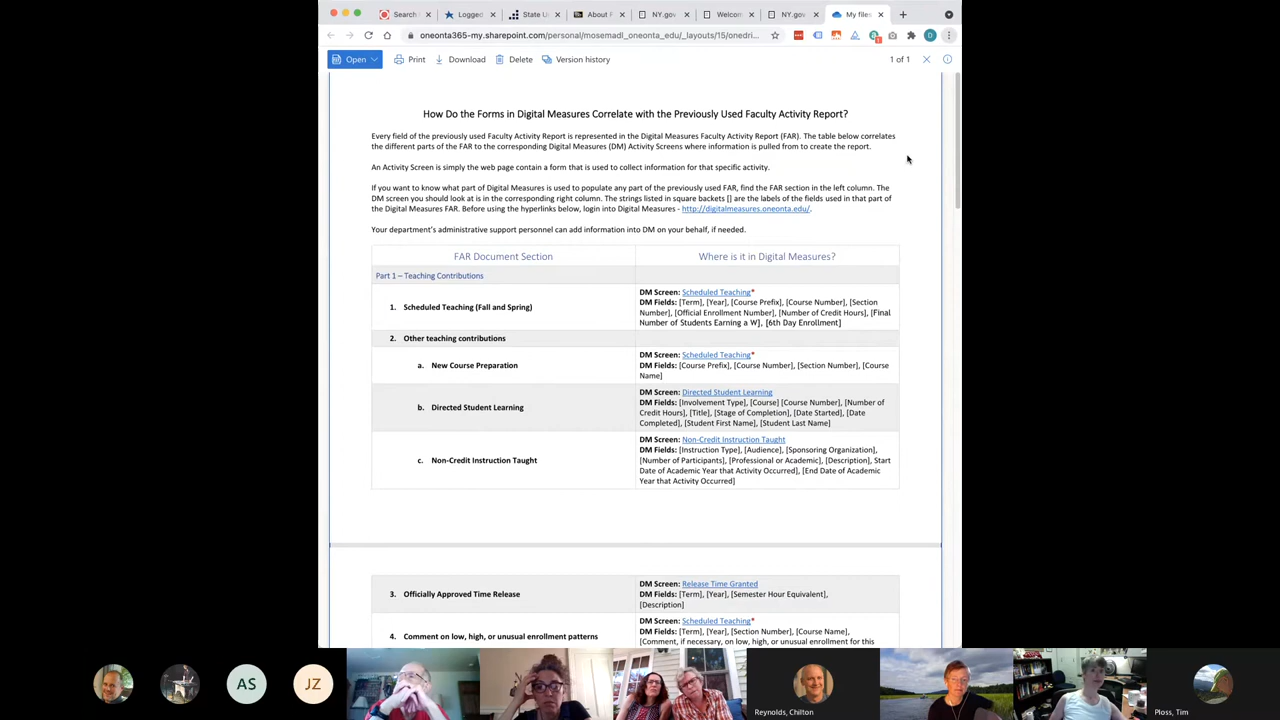 Search
Logged
State U
About F
NY.gov
Welcom
NY.gov
My files
oneonta365-my.sharepoint.com/personal/mosemadl_oneonta_edu/_layouts/15/onedri...
D
Open
Print
Download
Delete
Version history
1 of 1
How Do the Forms in Digital Measures Correlate with the Previously Used Faculty Activity Report?
Every field of the previously used Faculty Activity Report is represented in the Digital Measures Faculty Activity Report (FAR). The table below correlates
the different parts of the FAR to the corresponding Digital Measures (DM) Activity Screens where information is pulled from to create the report.
An Activity Screen is simply the web page contain a form that is used to collect information for that specific activity.
If you want to know what part of Digital Measures is used to populate any part of the previously used FAR, find the FAR section in the left column. The
DM screen you should look at is in the corresponding right column. The strings listed in square backets [] are the labels of the fields used in that part of
the Digital Measures FAR. Before using the hyperlinks below, login into Digital Measures - http://digitalmeasures.oneonta.edu/.
Your department's administrative support personnel can add information into DM on your behalf, if needed.
FAR Document Section
Where is it in Digital Measures?
Part 1 – Teaching Contributions
1. Scheduled Teaching (Fall and Spring)
DM Screen: Scheduled Teaching*
DM Fields: [Term], [Year], [Course Prefix], [Course Number], [Section
Number], [Official Enrollment Number], [Number of Credit Hours], [Final
Number of Students Earning a W], [6th Day Enrollment]
2. Other teaching contributions
a. New Course Preparation
DM Screen: Scheduled Teaching*
DM Fields: [Course Prefix], [Course Number], [Section Number], [Course
Name]
b. Directed Student Learning
DM Screen: Directed Student Learning
DM Fields: [Involvement Type], [Course] [Course Number], [Number of
Credit Hours], [Title], [Stage of Completion], [Date Started], [Date
Completed], [Student First Name], [Student Last Name]
c. Non-Credit Instruction Taught
DM Screen: Non-Credit Instruction Taught
DM Fields: [Instruction Type], [Audience], [Sponsoring Organization],
[Number of Participants], [Professional or Academic], [Description], Start
Date of Academic Year that Activity Occurred], [End Date of Academic
Year that Activity Occurred]
3. Officially Approved Time Release
DM Screen: Release Time Granted
DM Fields: [Term], [Year], [Semester Hour Equivalent],
[Description]
4. Comment on low, high, or unusual enrollment patterns
DM Screen: Scheduled Teaching*
DM Fields: [Term], [Year], [Section Number], [Course Name],
[Comment, if necessary, on low, high, or unusual enrollment for this
AS
JZ
Reynolds, Chilton
Ploss, Tim